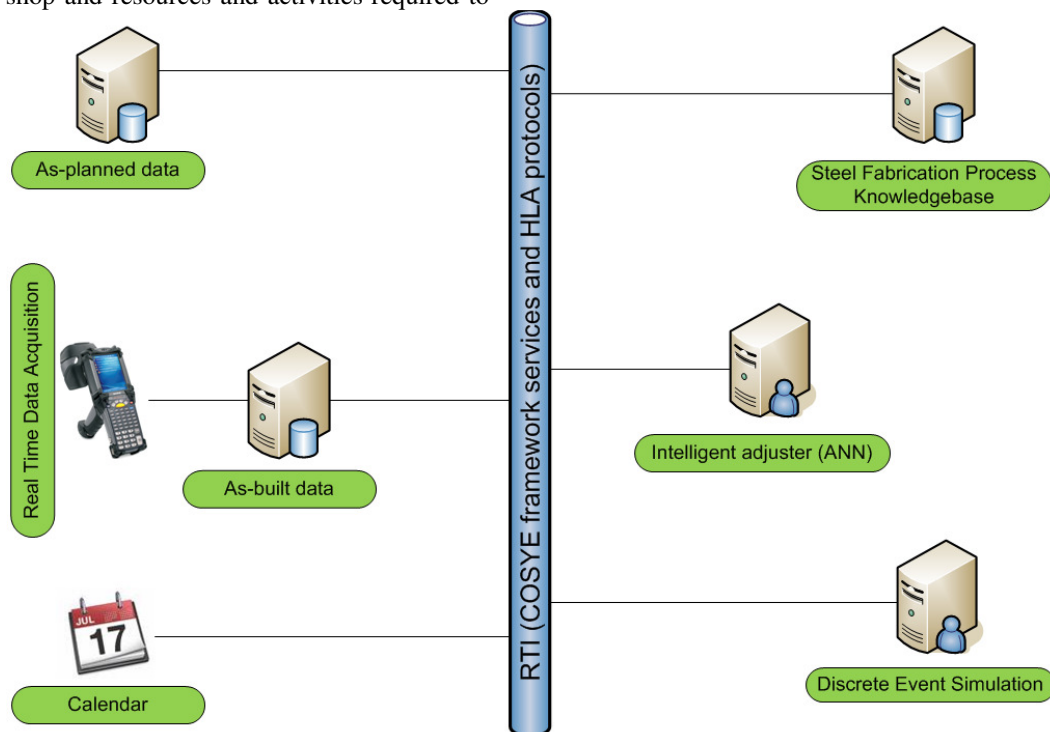 shop and resources and activities required to
As-planned data
Steel Fabrication Process
Knowledgebase
RTI (COSYE framework services and HLA protocols)
Real Time Data Acquisition
As-built data
Intelligent adjuster (ANN)
JUL
17
Calendar
Discrete Event Simulation